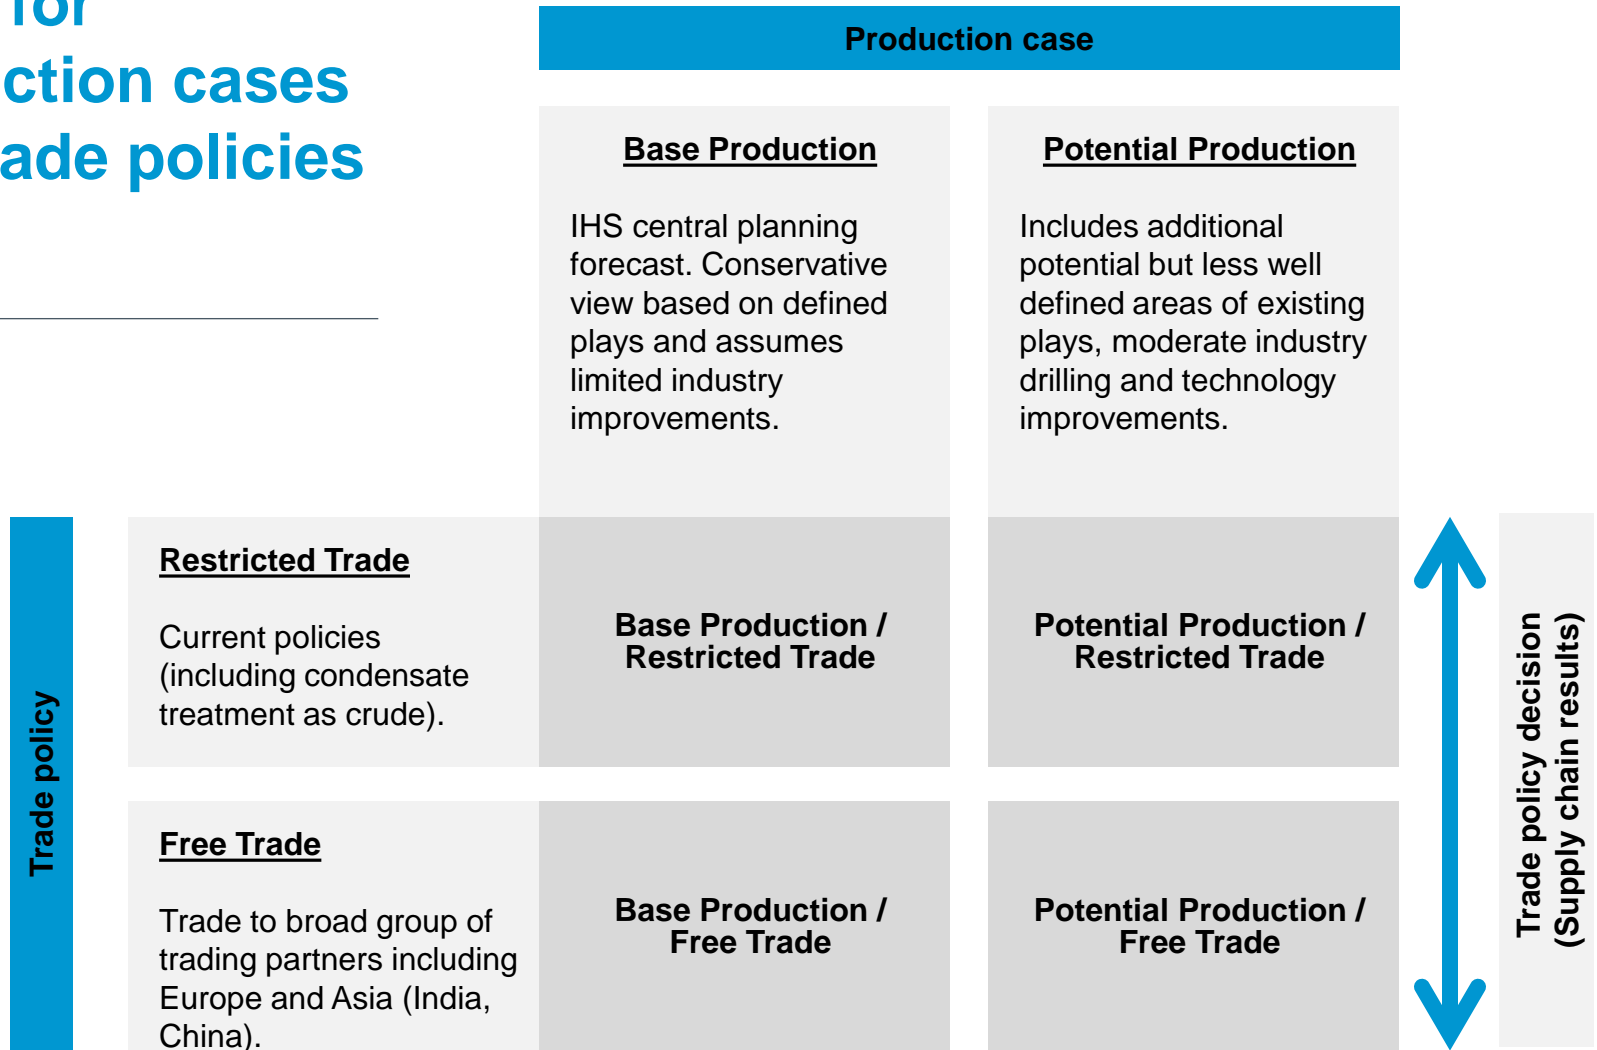 for
ction cases
ade policies
Production case
Base Production
IHS central planning
forecast. Conservative
view based on defined
plays and assumes
limited industry
improvements.
Potential Production
Includes additional
potential but less well
defined areas of existing
plays, moderate industry
drilling and technology
improvements.
Trade policy
Restricted Trade
Current policies
(including condensate
treatment as crude).
Base Production /
Restricted Trade
Potential Production /
Restricted Trade
Free Trade
Trade to broad group of
trading partners including
Europe and Asia (India,
China).
Base Production /
Free Trade
Potential Production /
Free Trade
Trade policy decision
(Supply chain results)